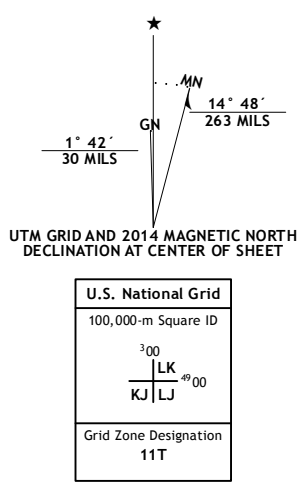 ★
MN
GN
14° 48´
263 MILS
1° 42´
30 MILS
UTM GRID AND 2014 MAGNETIC NORTH
DECLINATION AT CENTER OF SHEET
U.S. National Grid
100,000-m Square ID
³00
LK
⁴⁹00
KJ LJ
Grid Zone Designation
11T